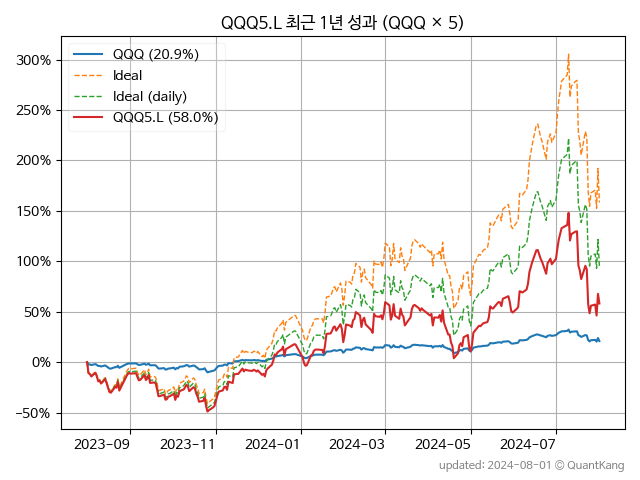 QQQ5.L 최근 1년 성과 (QQQ × 5)
QQQ (20.9%)
Ideal
Ideal (daily)
QQQ5.L (58.0%)
300%
250%
200%
150%
100%
50%
0%
−50%
2023-09
2023-11
2024-01
2024-03
2024-05
2024-07
updated: 2024-08-01 © QuantKang